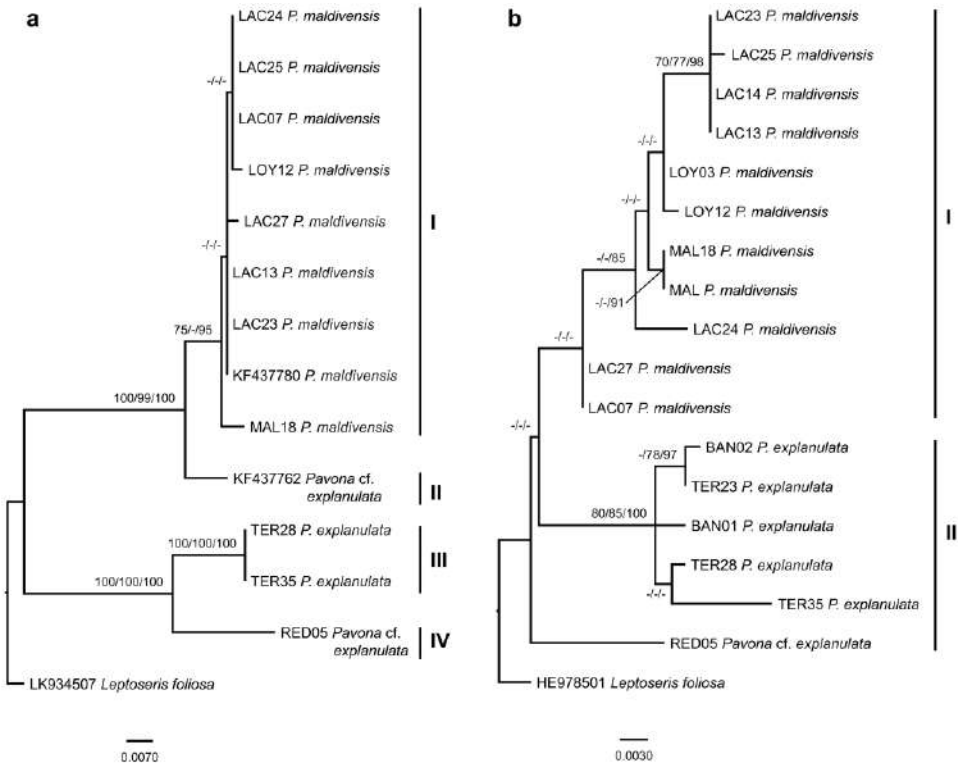 a
LAC24 P. maldivensis
-/-/-
LAC25 P. maldivensis
LAC07 P. maldivensis
LOY12 P. maldivensis
LAC27 P. maldivensis
I
-/-/-
LAC13 P. maldivensis
LAC23 P. maldivensis
75/-/95
KF437780 P. maldivensis
100/99/100
MAL18 P. maldivensis
KF437762 Pavona cf.
explanulata
II
TER28 P. explanulata
100/100/100
III
TER35 P. explanulata
100/100/100
RED05 Pavona cf.
explanulata
IV
LK934507 Leptoseris foliosa
0.0070
b
LAC23 P. maldivensis
LAC25 P. maldivensis
70/77/98
LAC14 P. maldivensis
LAC13 P. maldivensis
-/-/-
LOY03 P. maldivensis
-/-/-
LOY12 P. maldivensis
I
MAL18 P. maldivensis
-/-/85
MAL P. maldivensis
-/-/91
LAC24 P. maldivensis
-/-/-
LAC27 P. maldivensis
LAC07 P. maldivensis
-/-/-
BAN02 P. explanulata
-/78/97
TER23 P. explanulata
80/85/100
BAN01 P. explanulata
II
TER28 P. explanulata
-/-/-
TER35 P. explanulata
RED05 Pavona cf. explanulata
HE978501 Leptoseris foliosa
0.0030